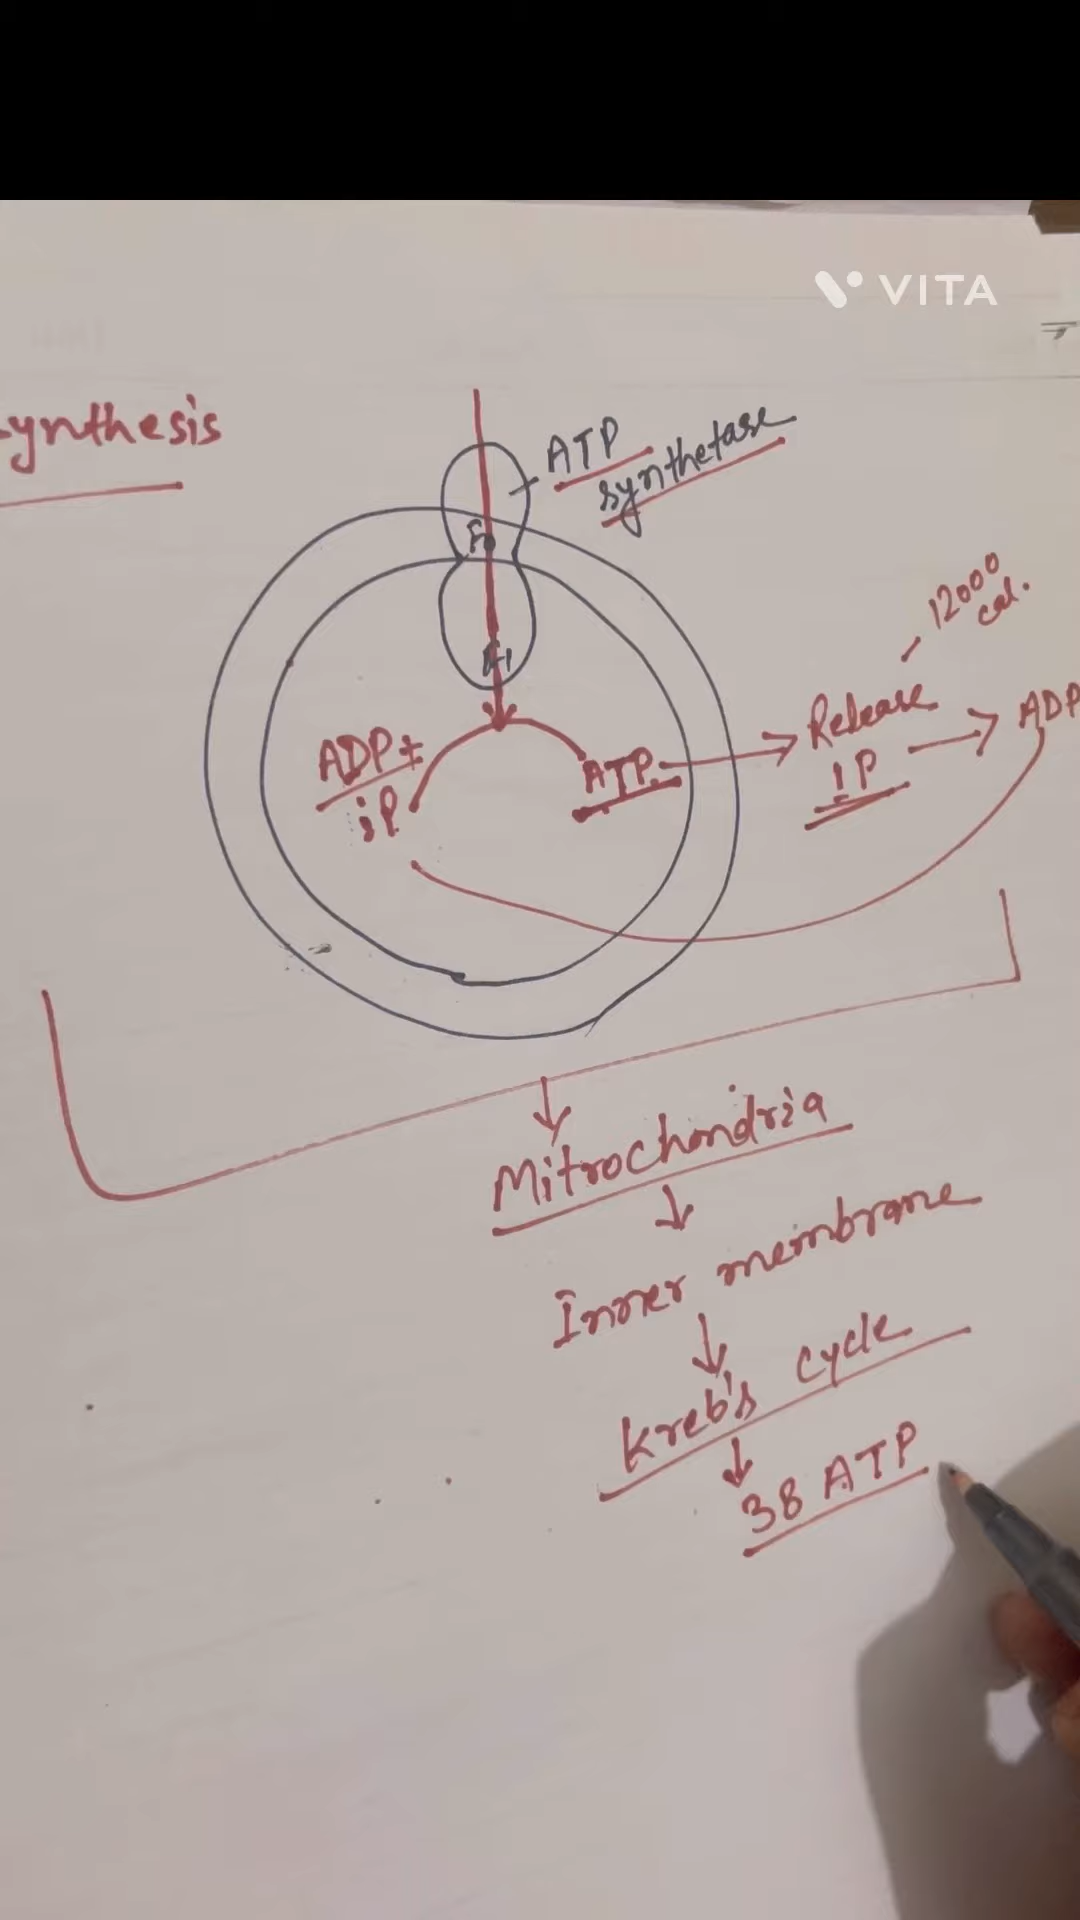 VITA
synthesis
ATP
synthetase
F0
F1
12000
cal.
Release
1P
ADP
ADP+
iP
ATP
Mitrochondria
Inner membrane
Kreb's cycle
38 ATP